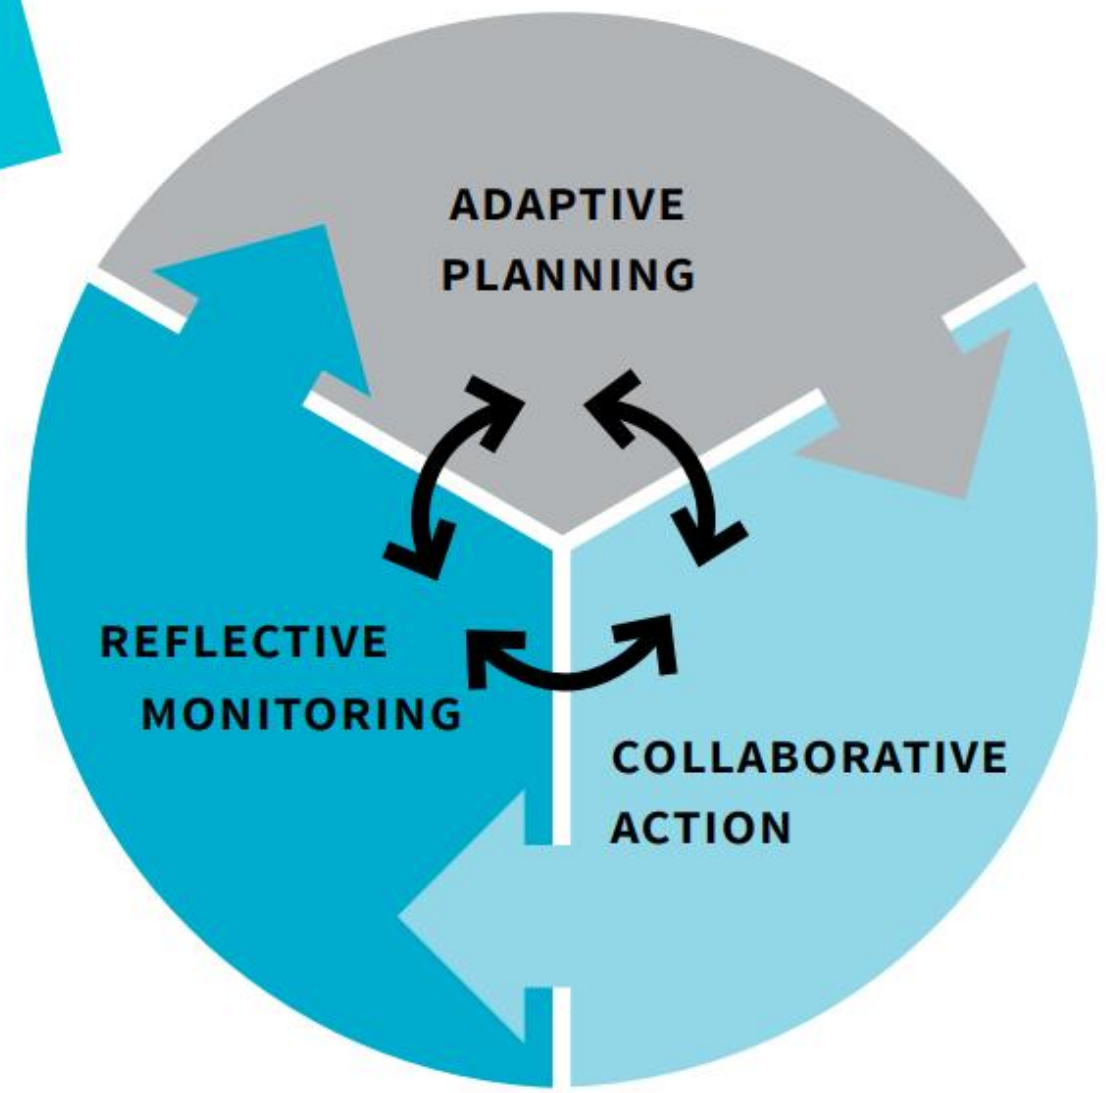 ADAPTIVE
PLANNING
REFLECTIVE
MONITORING
COLLABORATIVE
ACTION